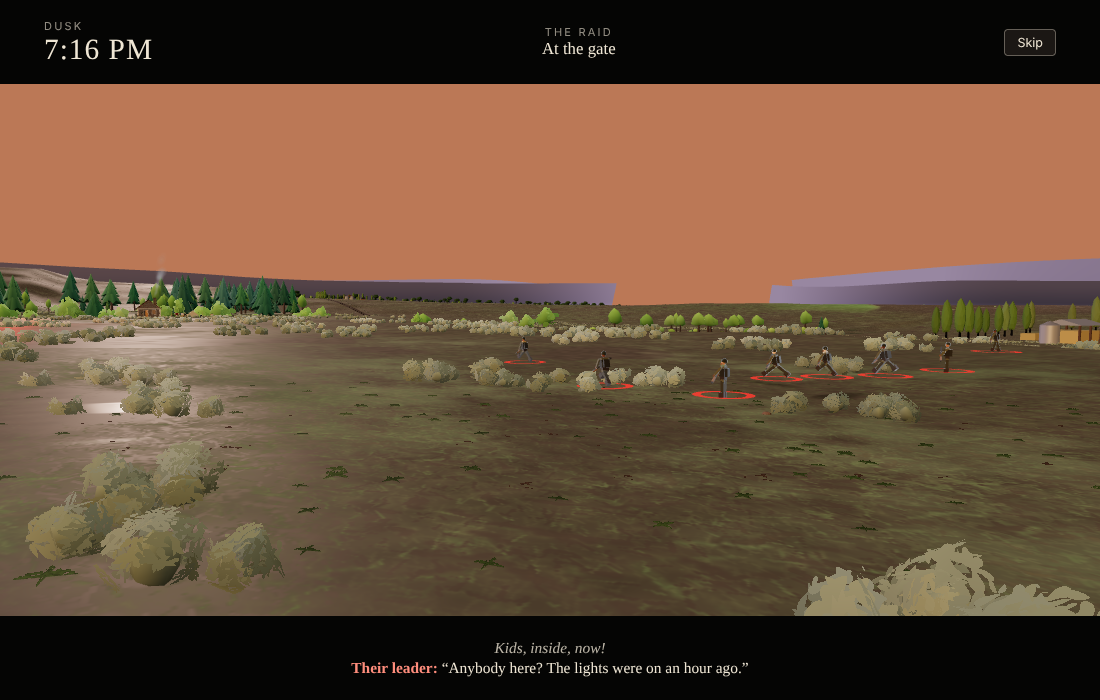 DUSK
7:16 PM
THE RAID
At the gate
Skip
Kids, inside, now!
Their leader: “Anybody here? The lights were on an hour ago.”